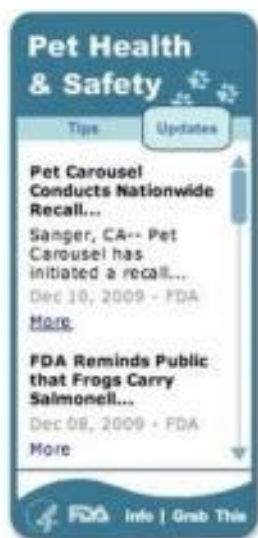 Pet Health
& Safety
Tips
Updates
Pet Carousel
Conducts Nationwide
Recall...
Sanger, CA-- Pet
Carousel has
initiated a recall...
Dec 10, 2009 - FDA
More
FDA Reminds Public
that Frogs Carry
Salmonell...
Dec 08, 2009 - FDA
More
FDA Info | Grab This